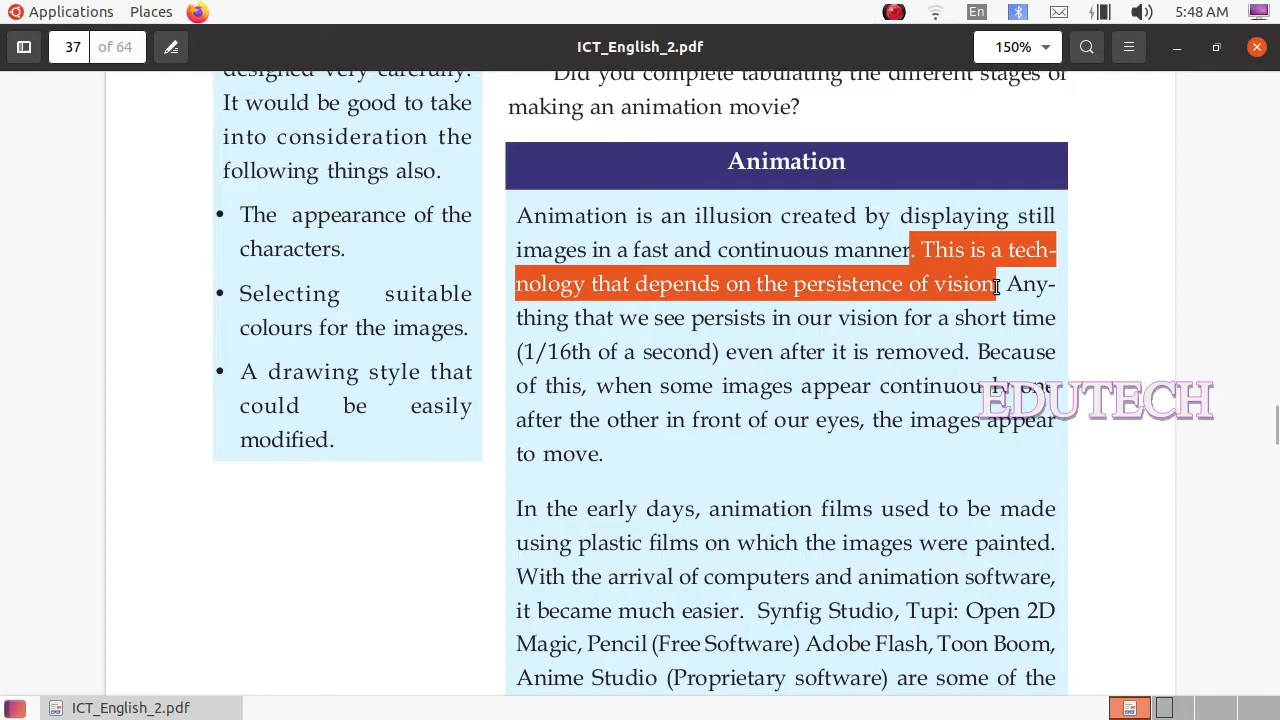 Applications Places En 5:48 AM
37 of 64 ICT_English_2.pdf 150%
designed very carefully.
It would be good to take
into consideration the
following things also.
• The appearance of the
characters.
• Selecting suitable
colours for the images.
• A drawing style that
could be easily
modified.
Did you complete tabulating the different stages of
making an animation movie?
Animation
Animation is an illusion created by displaying still
images in a fast and continuous manner. This is a tech-
nology that depends on the persistence of vision. Any-
thing that we see persists in our vision for a short time
(1/16th of a second) even after it is removed. Because
of this, when some images appear continuously one
after the other in front of our eyes, the images appear
to move.
EDUTECH
In the early days, animation films used to be made
using plastic films on which the images were painted.
With the arrival of computers and animation software,
it became much easier. Synfig Studio, Tupi: Open 2D
Magic, Pencil (Free Software) Adobe Flash, Toon Boom,
Anime Studio (Proprietary software) are some of the
ICT_English_2.pdf